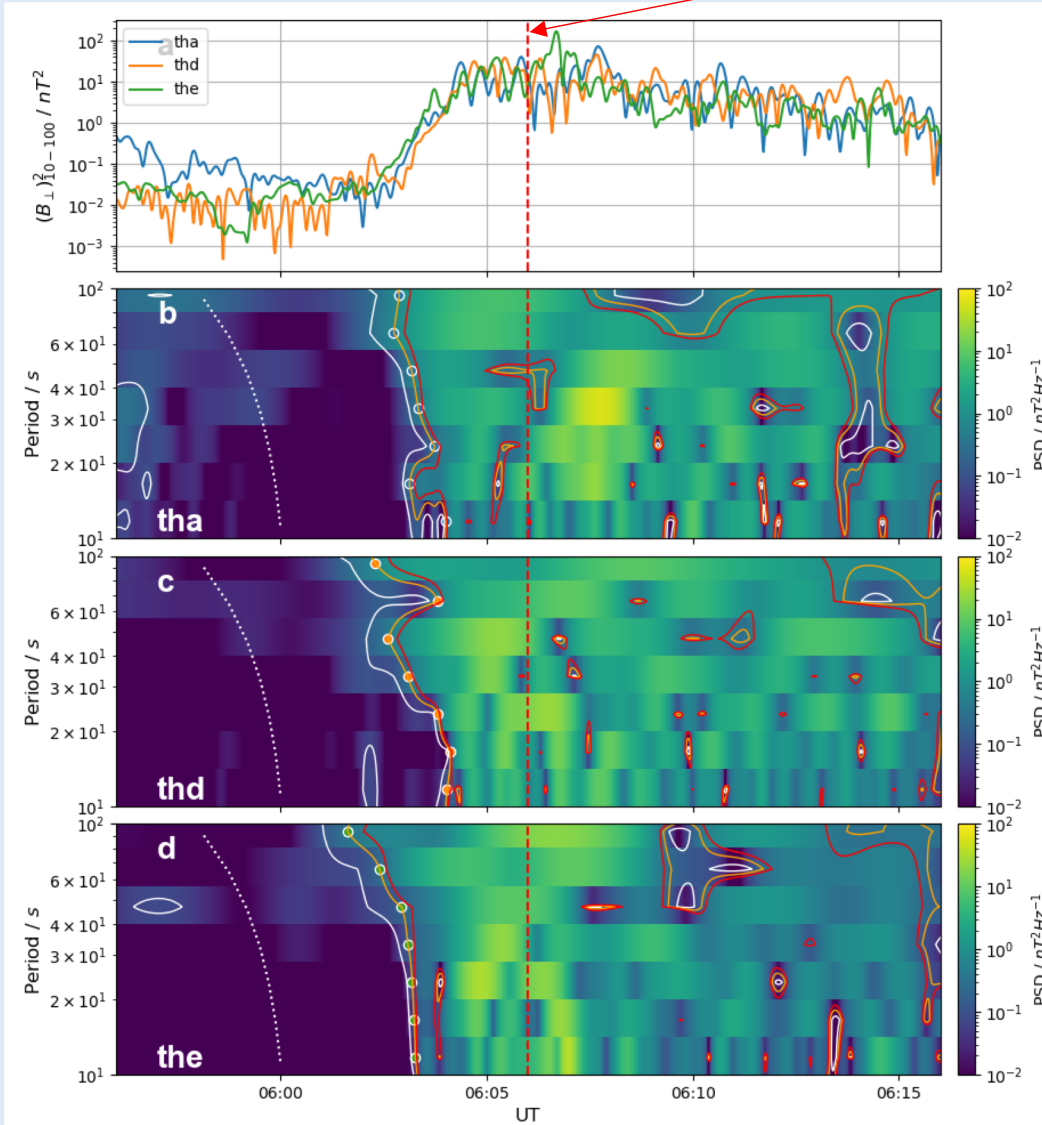 a
tha
thd
the
(B⊥)²10−100 / nT2
10²
10¹
10⁰
10⁻¹
10⁻²
10⁻³
b
tha
Period / s
10²
6 × 10¹
4 × 10¹
3 × 10¹
2 × 10¹
10¹
10²
10¹
10⁰
10⁻¹
10⁻²
PSD / nT²Hz⁻¹
c
thd
Period / s
10²
6 × 10¹
4 × 10¹
3 × 10¹
2 × 10¹
10¹
10²
10¹
10⁰
10⁻¹
10⁻²
PSD / nT²Hz⁻¹
d
the
Period / s
10²
6 × 10¹
4 × 10¹
3 × 10¹
2 × 10¹
10¹
10²
10¹
10⁰
10⁻¹
10⁻²
PSD / nT²Hz⁻¹
06:00 06:05 06:10 06:15
UT